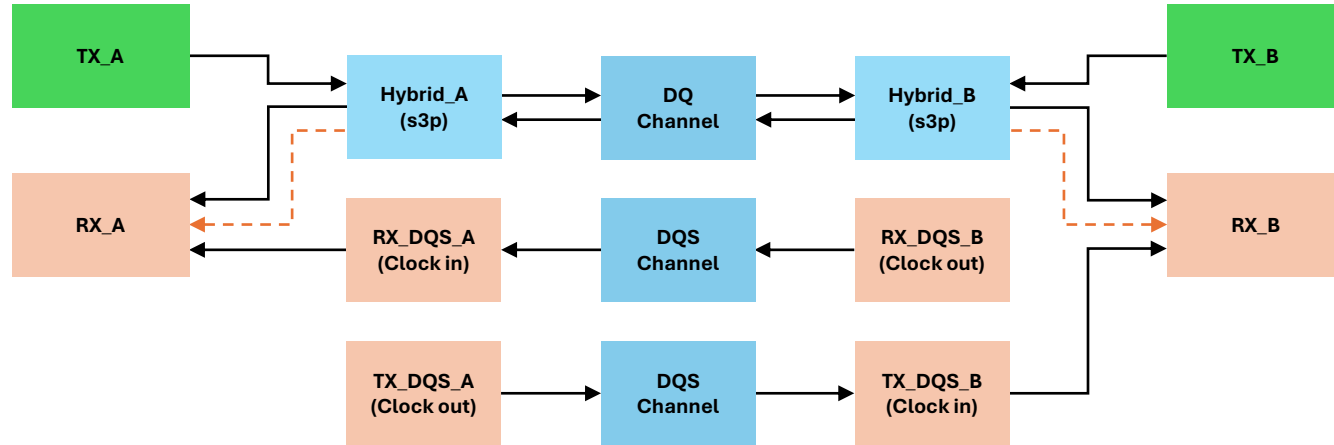 TX_A
TX_B
Hybrid_A
(s3p)
DQ
Channel
Hybrid_B
(s3p)
RX_A
RX_DQS_A
(Clock in)
DQS
Channel
RX_DQS_B
(Clock out)
RX_B
TX_DQS_A
(Clock out)
DQS
Channel
TX_DQS_B
(Clock in)